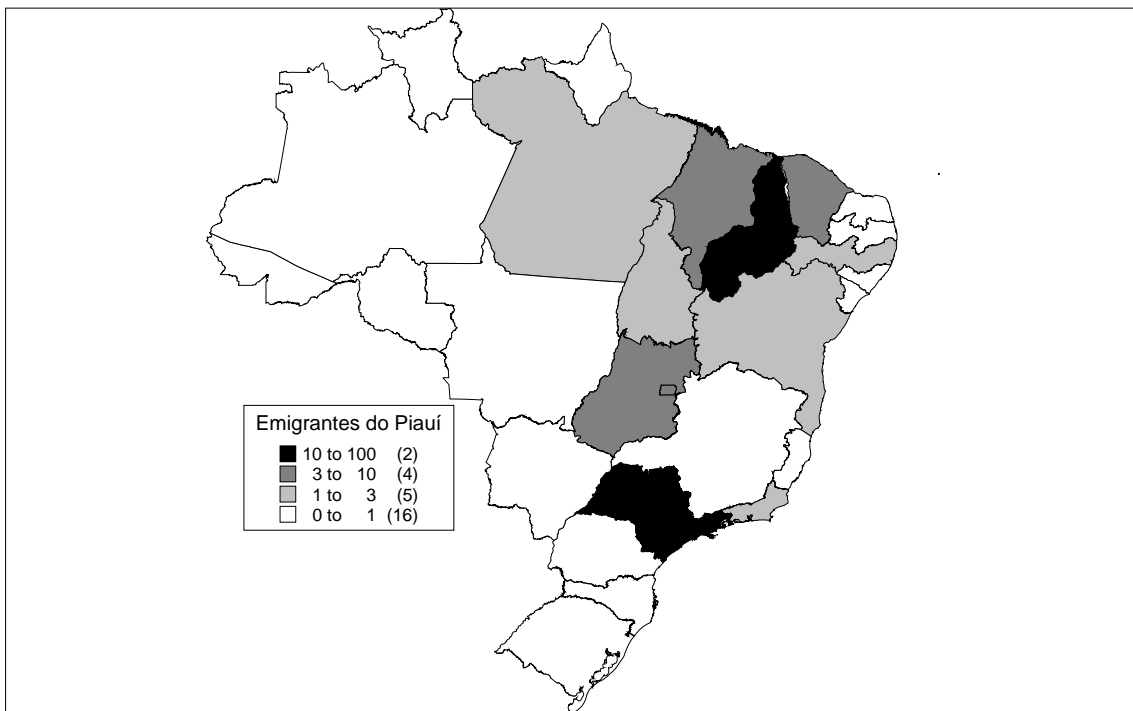 Emigrantes do Piauí
10 to 100 (2)
3 to 10 (4)
1 to 3 (5)
0 to 1 (16)